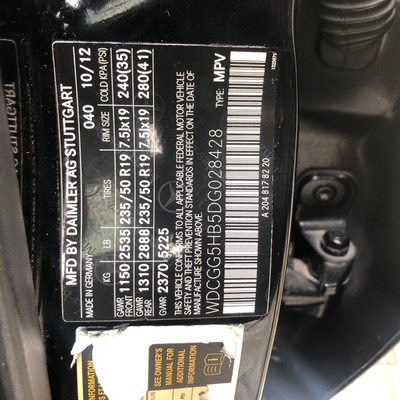 MFD BY DAIMLER AG STUTTGART
MADE IN GERMANY 040 10/12
KG LB TIRES RIM SIZE COLD KPA (PSI)
GAWR FRONT 1150 2535 235/50 R19 7.5Jx19 240(35)
GAWR REAR 1310 2888 235/50 R19 7.5Jx19 280(41)
GVWR 2370 5225
THIS VEHICLE CONFORMS TO ALL APPLICABLE FEDERAL MOTOR VEHICLE
SAFETY, BUMPER, AND THEFT PREVENTION STANDARDS IN EFFECT ON THE DATE OF
MANUFACTURE SHOWN ABOVE.
WDCGG5HB5DG028428 TYPE: MPV
A 204 817 82 20
SEE OWNER'S
MANUAL FOR
ADDITIONAL
INFORMATION
INFORMATION